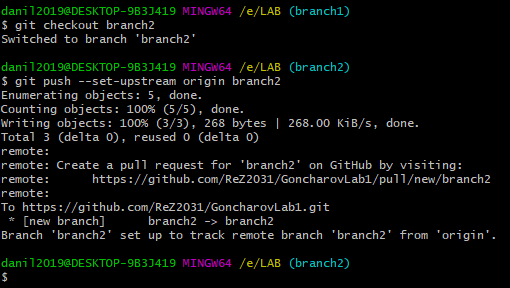 danil2019@DESKTOP-9B3J419 MINGW64 /e/LAB (branch1)
$ git checkout branch2
Switched to branch 'branch2'
danil2019@DESKTOP-9B3J419 MINGW64 /e/LAB (branch2)
$ git push --set-upstream origin branch2
Enumerating objects: 5, done.
Counting objects: 100% (5/5), done.
Writing objects: 100% (3/3), 268 bytes | 268.00 KiB/s, done.
Total 3 (delta 0), reused 0 (delta 0)
remote:
remote: Create a pull request for 'branch2' on GitHub by visiting:
remote:      https://github.com/ReZ2031/GoncharovLab1/pull/new/branch2
remote:
To https://github.com/ReZ2031/GoncharovLab1.git
 * [new branch]      branch2 -> branch2
Branch 'branch2' set up to track remote branch 'branch2' from 'origin'.
danil2019@DESKTOP-9B3J419 MINGW64 /e/LAB (branch2)
$